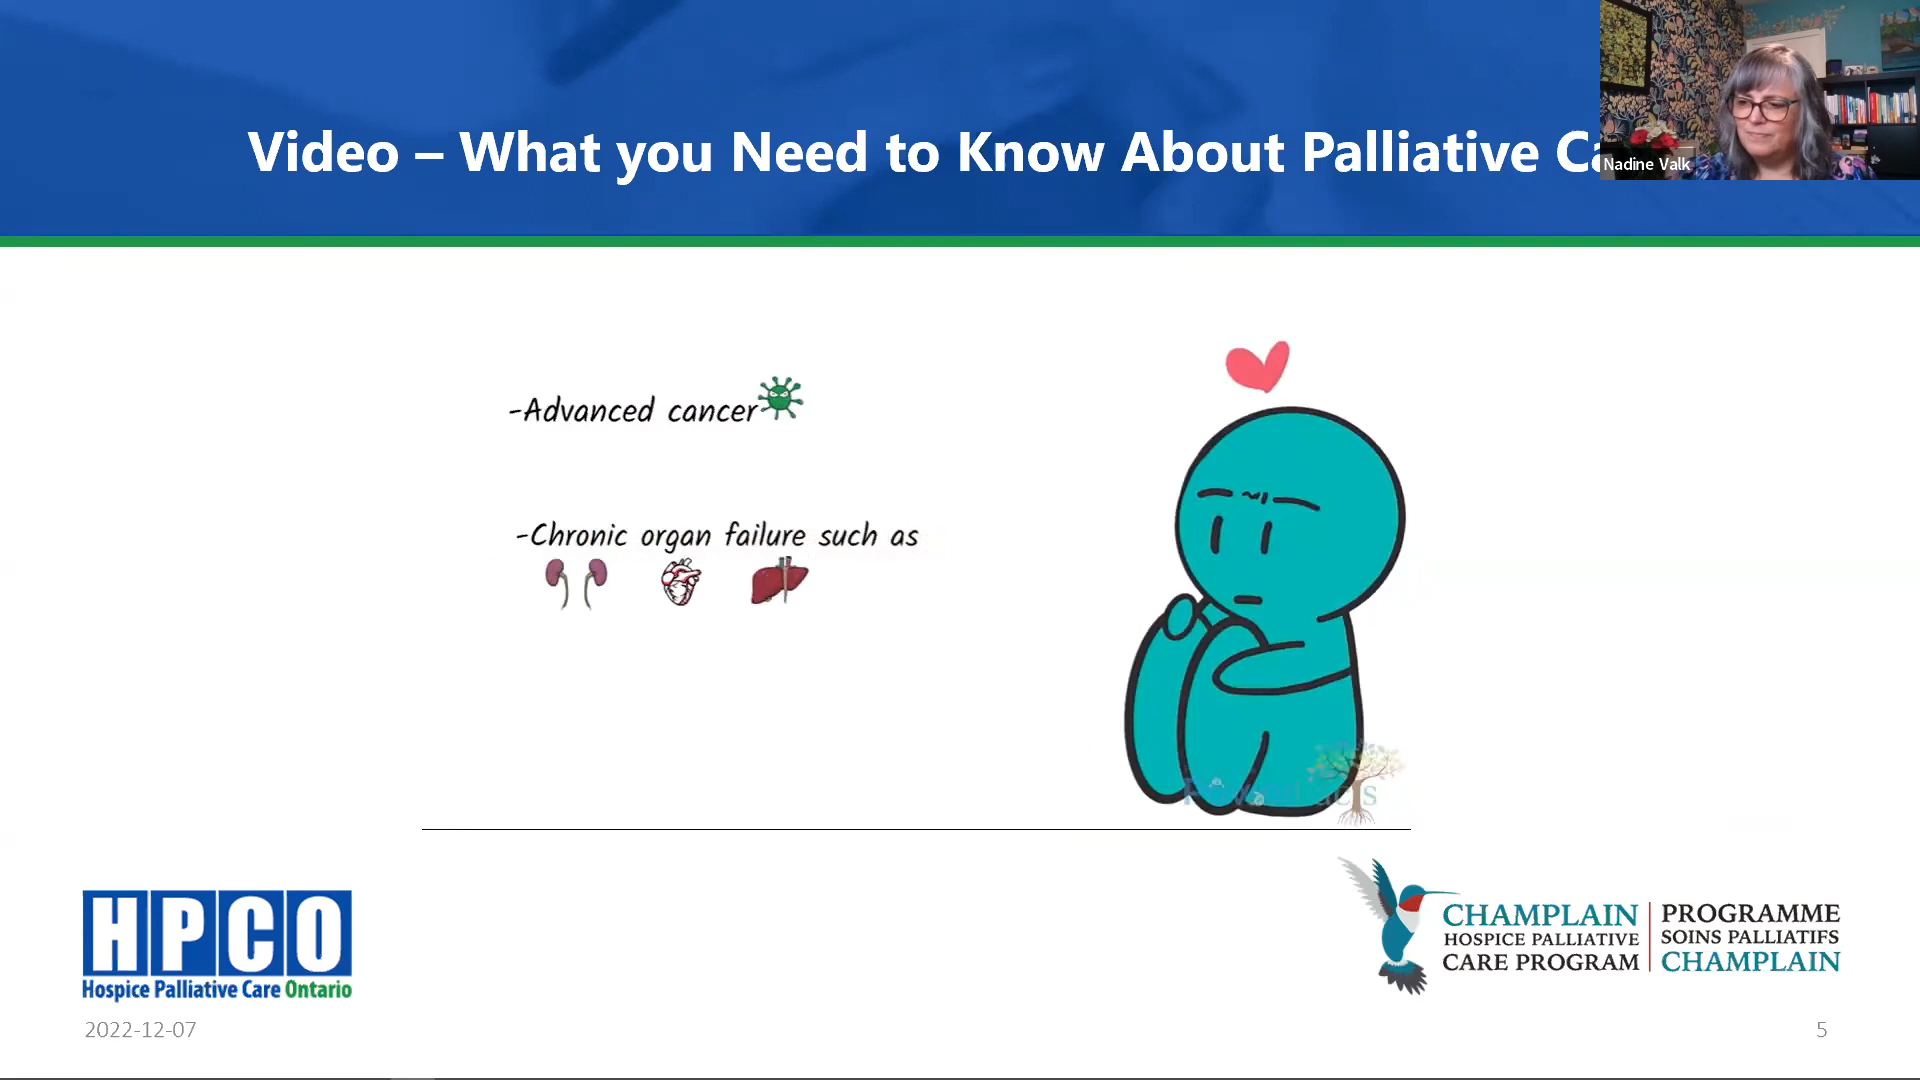 Video – What you Need to Know About Palliative Ca
Nadine Valk
-Advanced cancer
-Chronic organ failure such as
HPCO
Hospice Palliative Care Ontario
CHAMPLAIN
HOSPICE PALLIATIVE
CARE PROGRAM
PROGRAMME
SOINS PALLIATIFS
CHAMPLAIN
2022-12-07
5